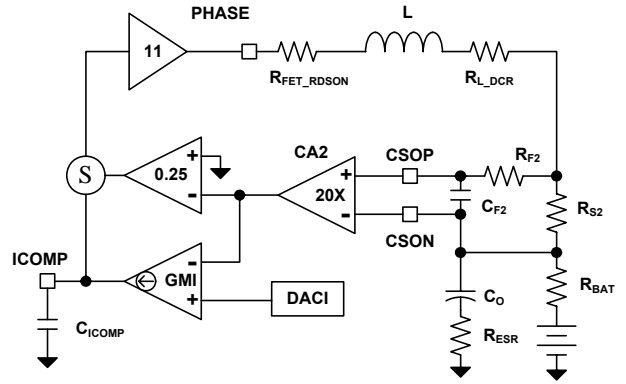 PHASE
L
11
RFET_RDSON
RL_DCR
CA2
CSOP
RF2
+
0.25
-
S
+
20X
-
CF2
RS2
CSON
ICOMP
-
GMI
+
DACI
CO
RBAT
CICOMP
RESR